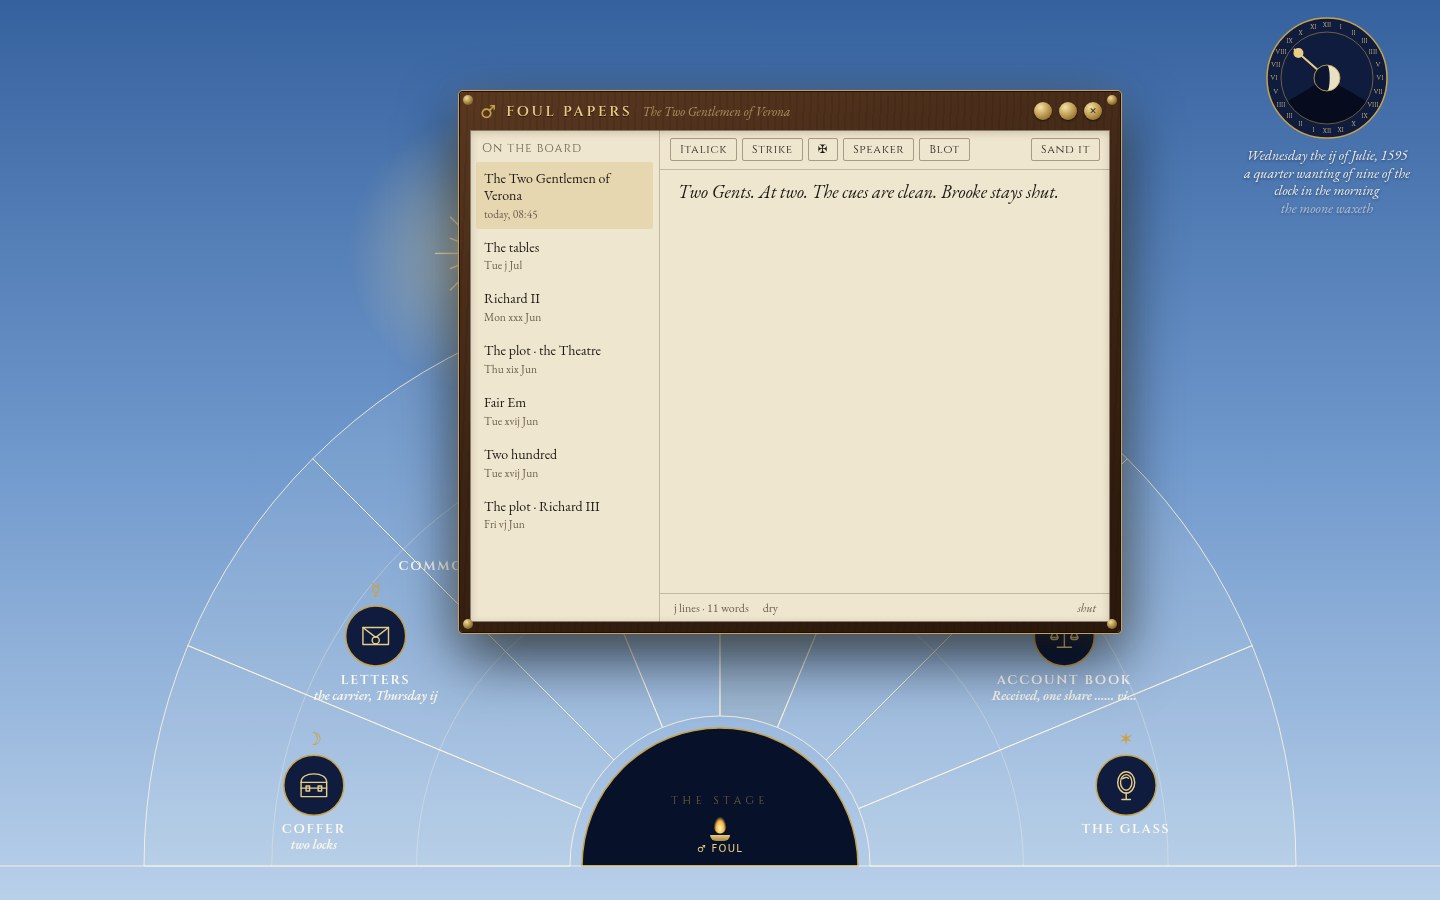 FOUL PAPERS The Two Gentlemen of Verona
ON THE BOARD
The Two Gentlemen of
Verona
today, 08:45
The tables
Tue j Jul
Richard II
Mon xxx Jun
The plot · the Theatre
Thu xix Jun
Fair Em
Tue xvij Jun
Two hundred
Tue xvij Jun
The plot · Richard III
Fri vj Jun
ITALICK STRIKE ✠ SPEAKER BLOT SAND IT
Two Gents. At two. The cues are clean. Brooke stays shut.
j lines · 11 words dry shut
Wednesday the ij of Julie, 1595
a quarter wanting of nine of the
clock in the morning
the moone waxeth
COMMO
LETTERS
the carrier, Thursday ij
COFFER
two locks
ACCOUNT BOOK
Received, one share ...... vi...
THE GLASS
THE STAGE
♂ FOUL